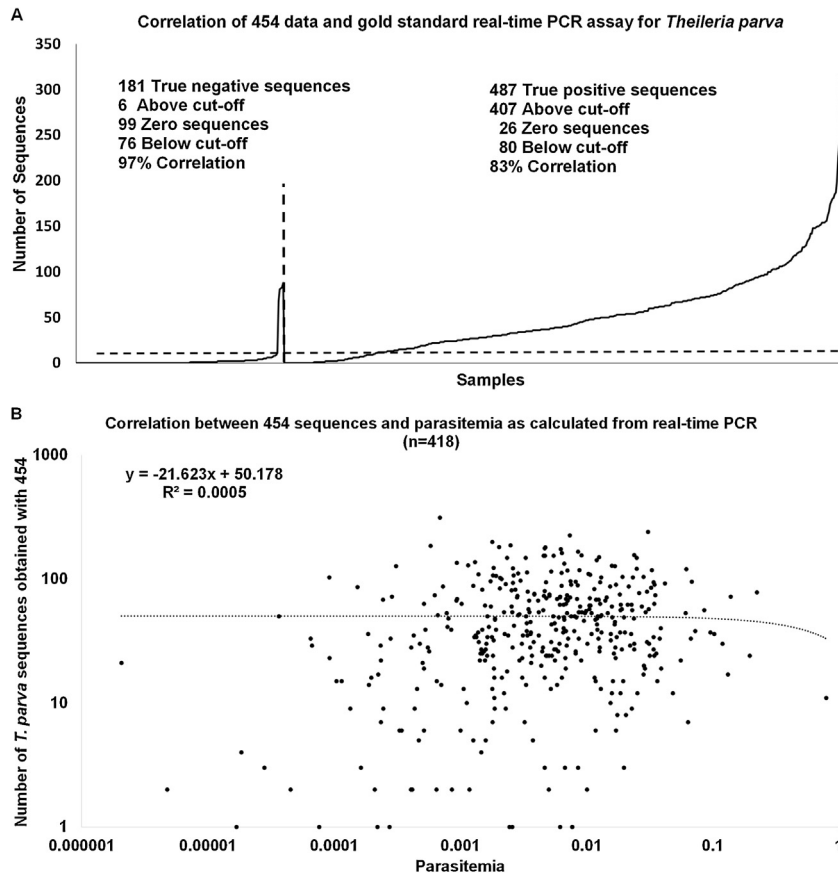 A
Correlation of 454 data and gold standard real-time PCR assay for Theileria parva
350
300
250
200
150
100
50
0
Number of Sequences
181 True negative sequences
6 Above cut-off
99 Zero sequences
76 Below cut-off
97% Correlation
487 True positive sequences
407 Above cut-off
26 Zero sequences
80 Below cut-off
83% Correlation
Samples
B
Correlation between 454 sequences and parasitemia as calculated from real-time PCR
(n=418)
1000
100
10
1
Number of T. parva sequences obtained with 454
y = -21.623x + 50.178
R² = 0.0005
0.000001
0.00001
0.0001
0.001
0.01
0.1
1
Parasitemia